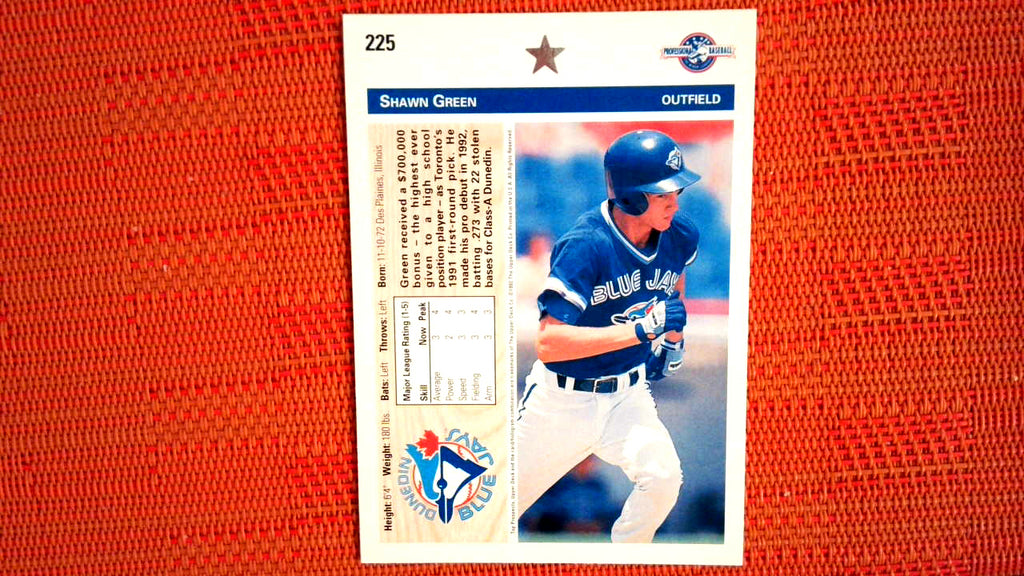 225
PROFESSIONAL BASEBALL
SHAWN GREEN
OUTFIELD
Height: 6'4" Weight: 180 lbs Bats: Left Throws: Left Born: 11-10-72 Des Plaines, Illinois
DUNEDIN
BLUE JAYS
Major League Rating (1-5)
Skill Now Peak
Average 3 4
Power 2 4
Speed 3 3
Fielding 3 4
Arm 3 3
Green received a $700,000
bonus – the highest ever
given to a high school
position player – as Toronto's
1991 first-round pick. He
made his pro debut in 1992,
batting .273 with 22 stolen
bases for Class-A Dunedin.
BLUE JAY